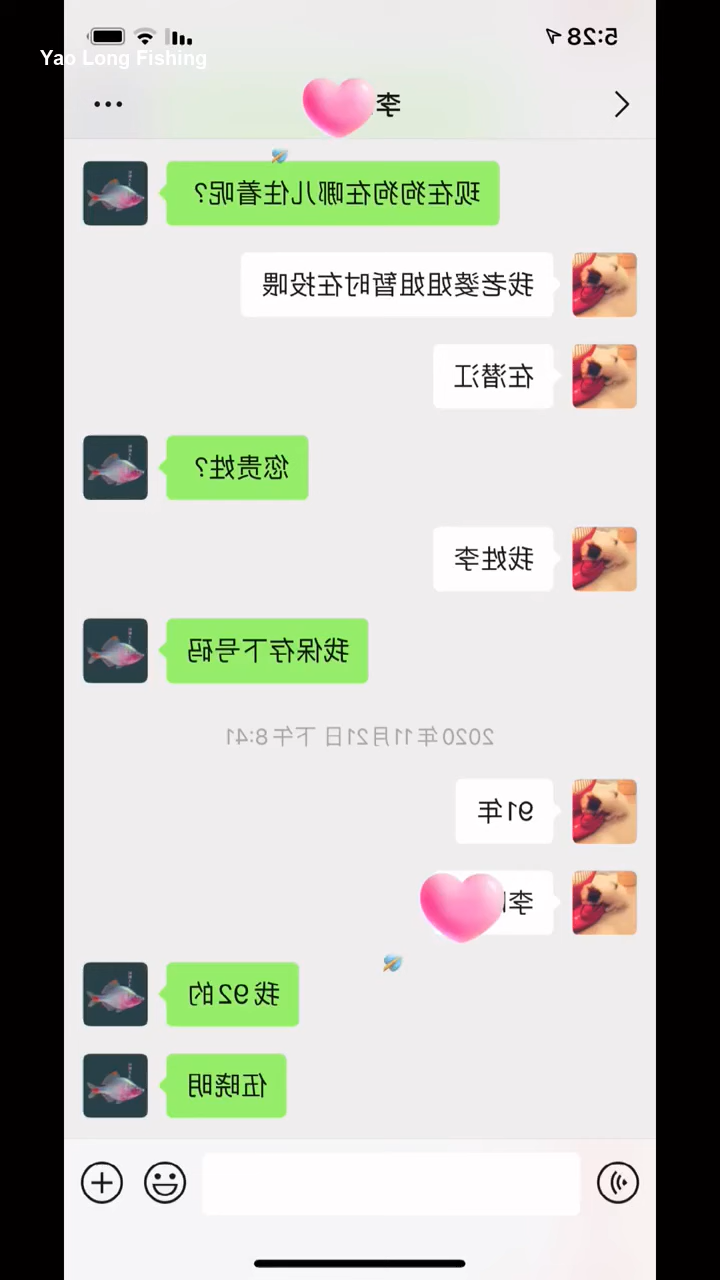 5:28
Yao Long Fishing
李
现在狗狗在哪儿住着呢？
我老婆姐姐暂时在投喂
在潜江
您贵姓？
我姓李
我保存下号码
2020年11月21日 下午8:41
91年
李
我92的
伍晓明